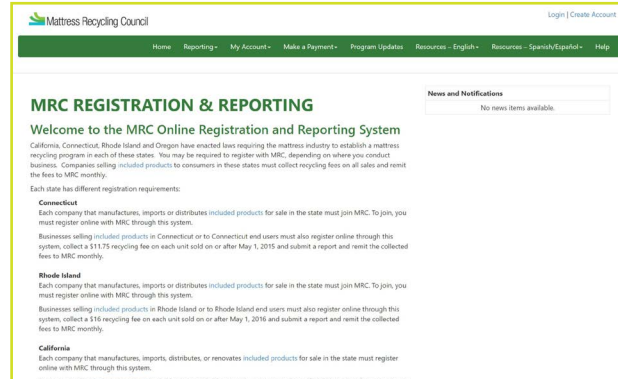 Mattress Recycling Council
Login | Create Account
Home Reporting My Account Make a Payment Program Updates Resources – English Resources – Spanish/Español Help
News and Notifications
No news items available.
MRC REGISTRATION & REPORTING
Welcome to the MRC Online Registration and Reporting System
California, Connecticut, Rhode Island and Oregon have enacted laws requiring the mattress industry to establish a mattress
recycling program in each of these states. You may be required to register with MRC, depending on where you conduct
business. Companies selling included products to consumers in these states must collect recycling fees on all sales and remit
the fees to MRC monthly.
Each state has different registration requirements:
Connecticut
Each company that manufactures, imports or distributes included products for sale in the state must join MRC. To join, you
must register online with MRC through this system.
Businesses selling included products in Connecticut or to Connecticut end users must also register online through this
system, collect a $11.75 recycling fee on each unit sold on or after May 1, 2015 and submit a report and remit the collected
fees to MRC monthly.
Rhode Island
Each company that manufactures, imports or distributes included products for sale in the state must join MRC. To join, you
must register online with MRC through this system.
Businesses selling included products in Rhode Island or to Rhode Island end users must also register online through this
system, collect a $16 recycling fee on each unit sold on or after May 1, 2016 and submit a report and remit the collected
fees to MRC monthly.
California
Each company that manufactures, imports, distributes, or renovates included products for sale in the state must register
online with MRC through this system.